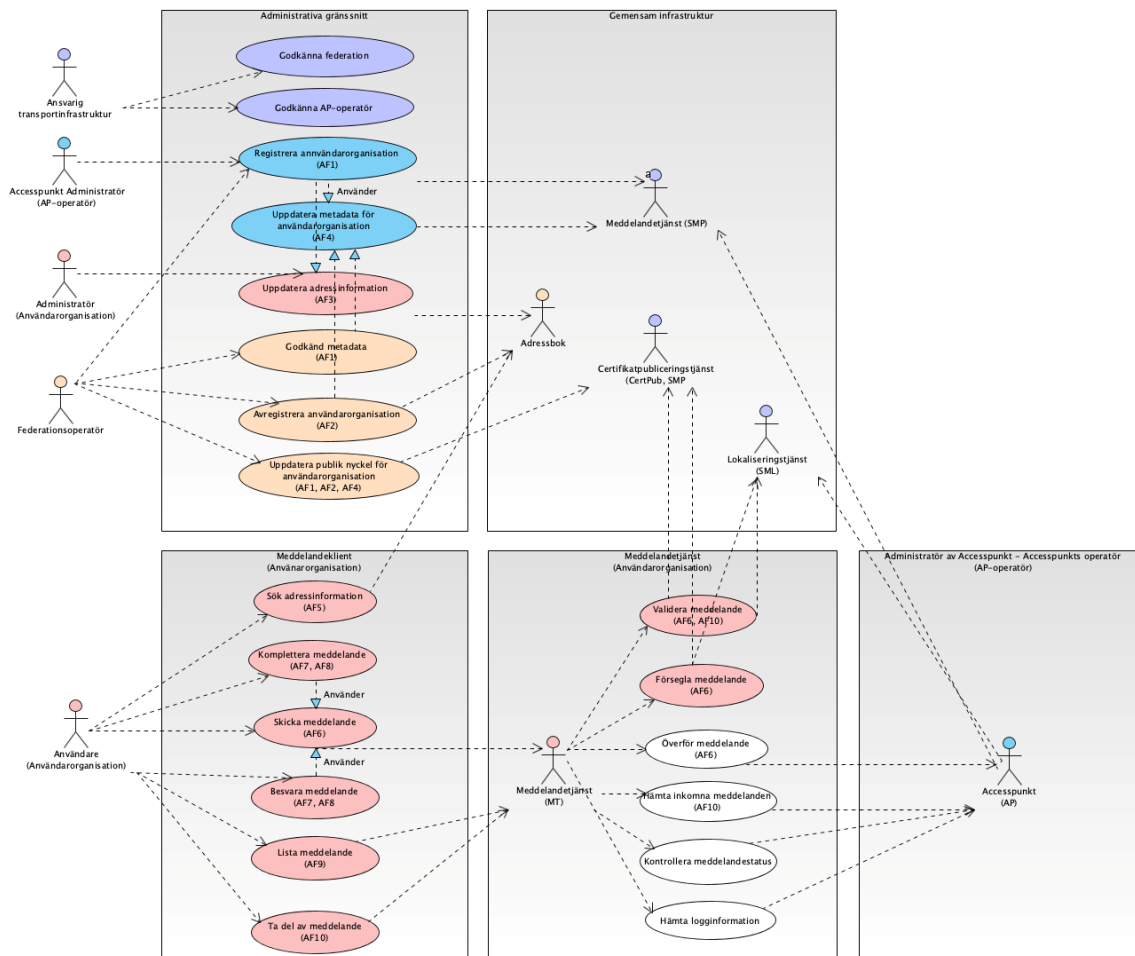 Administrativa gränssnitt
Gemensam infrastruktur
Godkänna federation
Ansvarig
transportinfrastruktur
Godkänna AP-operatör
Registrera annvändarorganisation
(AF1)
Accesspunkt Administratör
(AP-operatör)
Använder
a
Meddelandetjänst (SMP)
Uppdatera metadata för
användarorganisation
(AF4)
Administratör
(Användarorganisation)
Uppdatera adressinformation
(AF3)
Adressbok
Godkänd metadata
(AF1)
Certifikatpubliceringstjänst
(CertPub, SMP
Federationsoperatör
Avregistrera användarorganisation
(AF2)
Lokaliseringstjänst
(SML)
Uppdatera publik nyckel för
användarorganisation
(AF1, AF2, AF4)
Meddelandeklient
(Använarorganisation)
Meddelandetjänst
(Användarorganisation)
Administratör av Accesspunkt – Accesspunkts operatör
(AP-operatör)
Sök adressinformation
(AF5)
Validera meddelande
(AF6, AF10)
Komplettera meddelande
(AF7, AF8)
Försegla meddelande
(AF6)
Använder
Skicka meddelande
(AF6)
Användare
(Användarorganisation)
Använder
Överför meddelande
(AF6)
Meddelandetjänst
(MT)
Accesspunkt
(AP)
Besvara meddelande
(AF7, AF8
Hämta inkomna meddelanden
(AF10)
Lista meddelande
(AF9)
Kontrollera meddelandestatus
Ta del av meddelande
(AF10)
Hämta logginformation